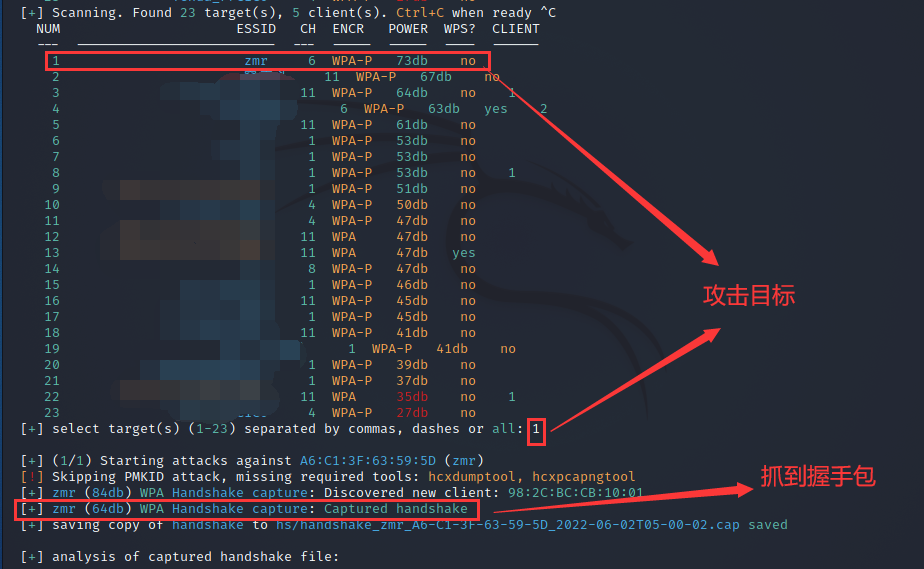 [+] Scanning. Found 23 target(s), 5 client(s). Ctrl+C when ready ^C
NUM ESSID CH ENCR POWER WPS? CLIENT
--- ------------------------- --- ----- ----- ---- ------
1 zmr 6 WPA-P 73db no
2 11 WPA-P 67db no
3 11 WPA-P 64db no 1
4 6 WPA-P 63db yes 2
5 11 WPA-P 61db no
6 1 WPA-P 53db no
7 1 WPA-P 53db no
8 1 WPA-P 53db no 1
9 1 WPA-P 51db no
10 4 WPA-P 50db no
11 4 WPA-P 47db no
12 11 WPA 47db no
13 11 WPA 47db yes
14 8 WPA-P 47db no
15 1 WPA-P 46db no
16 11 WPA-P 45db no
17 1 WPA-P 45db no
18 11 WPA-P 41db no
19 1 WPA-P 41db no
20 1 WPA-P 39db no
21 1 WPA-P 37db no
22 11 WPA 35db no 1
23 4 WPA-P 27db no
攻击目标
[+] select target(s) (1-23) separated by commas, dashes or all: 1
[+] (1/1) Starting attacks against A6:C1:3F:63:59:5D (zmr)
[!] Skipping PMKID attack, missing required tools: hcxdumptool, hcxpcapngtool
[+] zmr (84db) WPA Handshake capture: Discovered new client: 98:2C:BC:CB:10:01
[+] zmr (64db) WPA Handshake capture: Captured handshake
抓到握手包
[+] saving copy of handshake to hs/handshake_zmr_A6-C1-3F-63-59-5D_2022-06-02T05-00-02.cap saved
[+] analysis of captured handshake file: